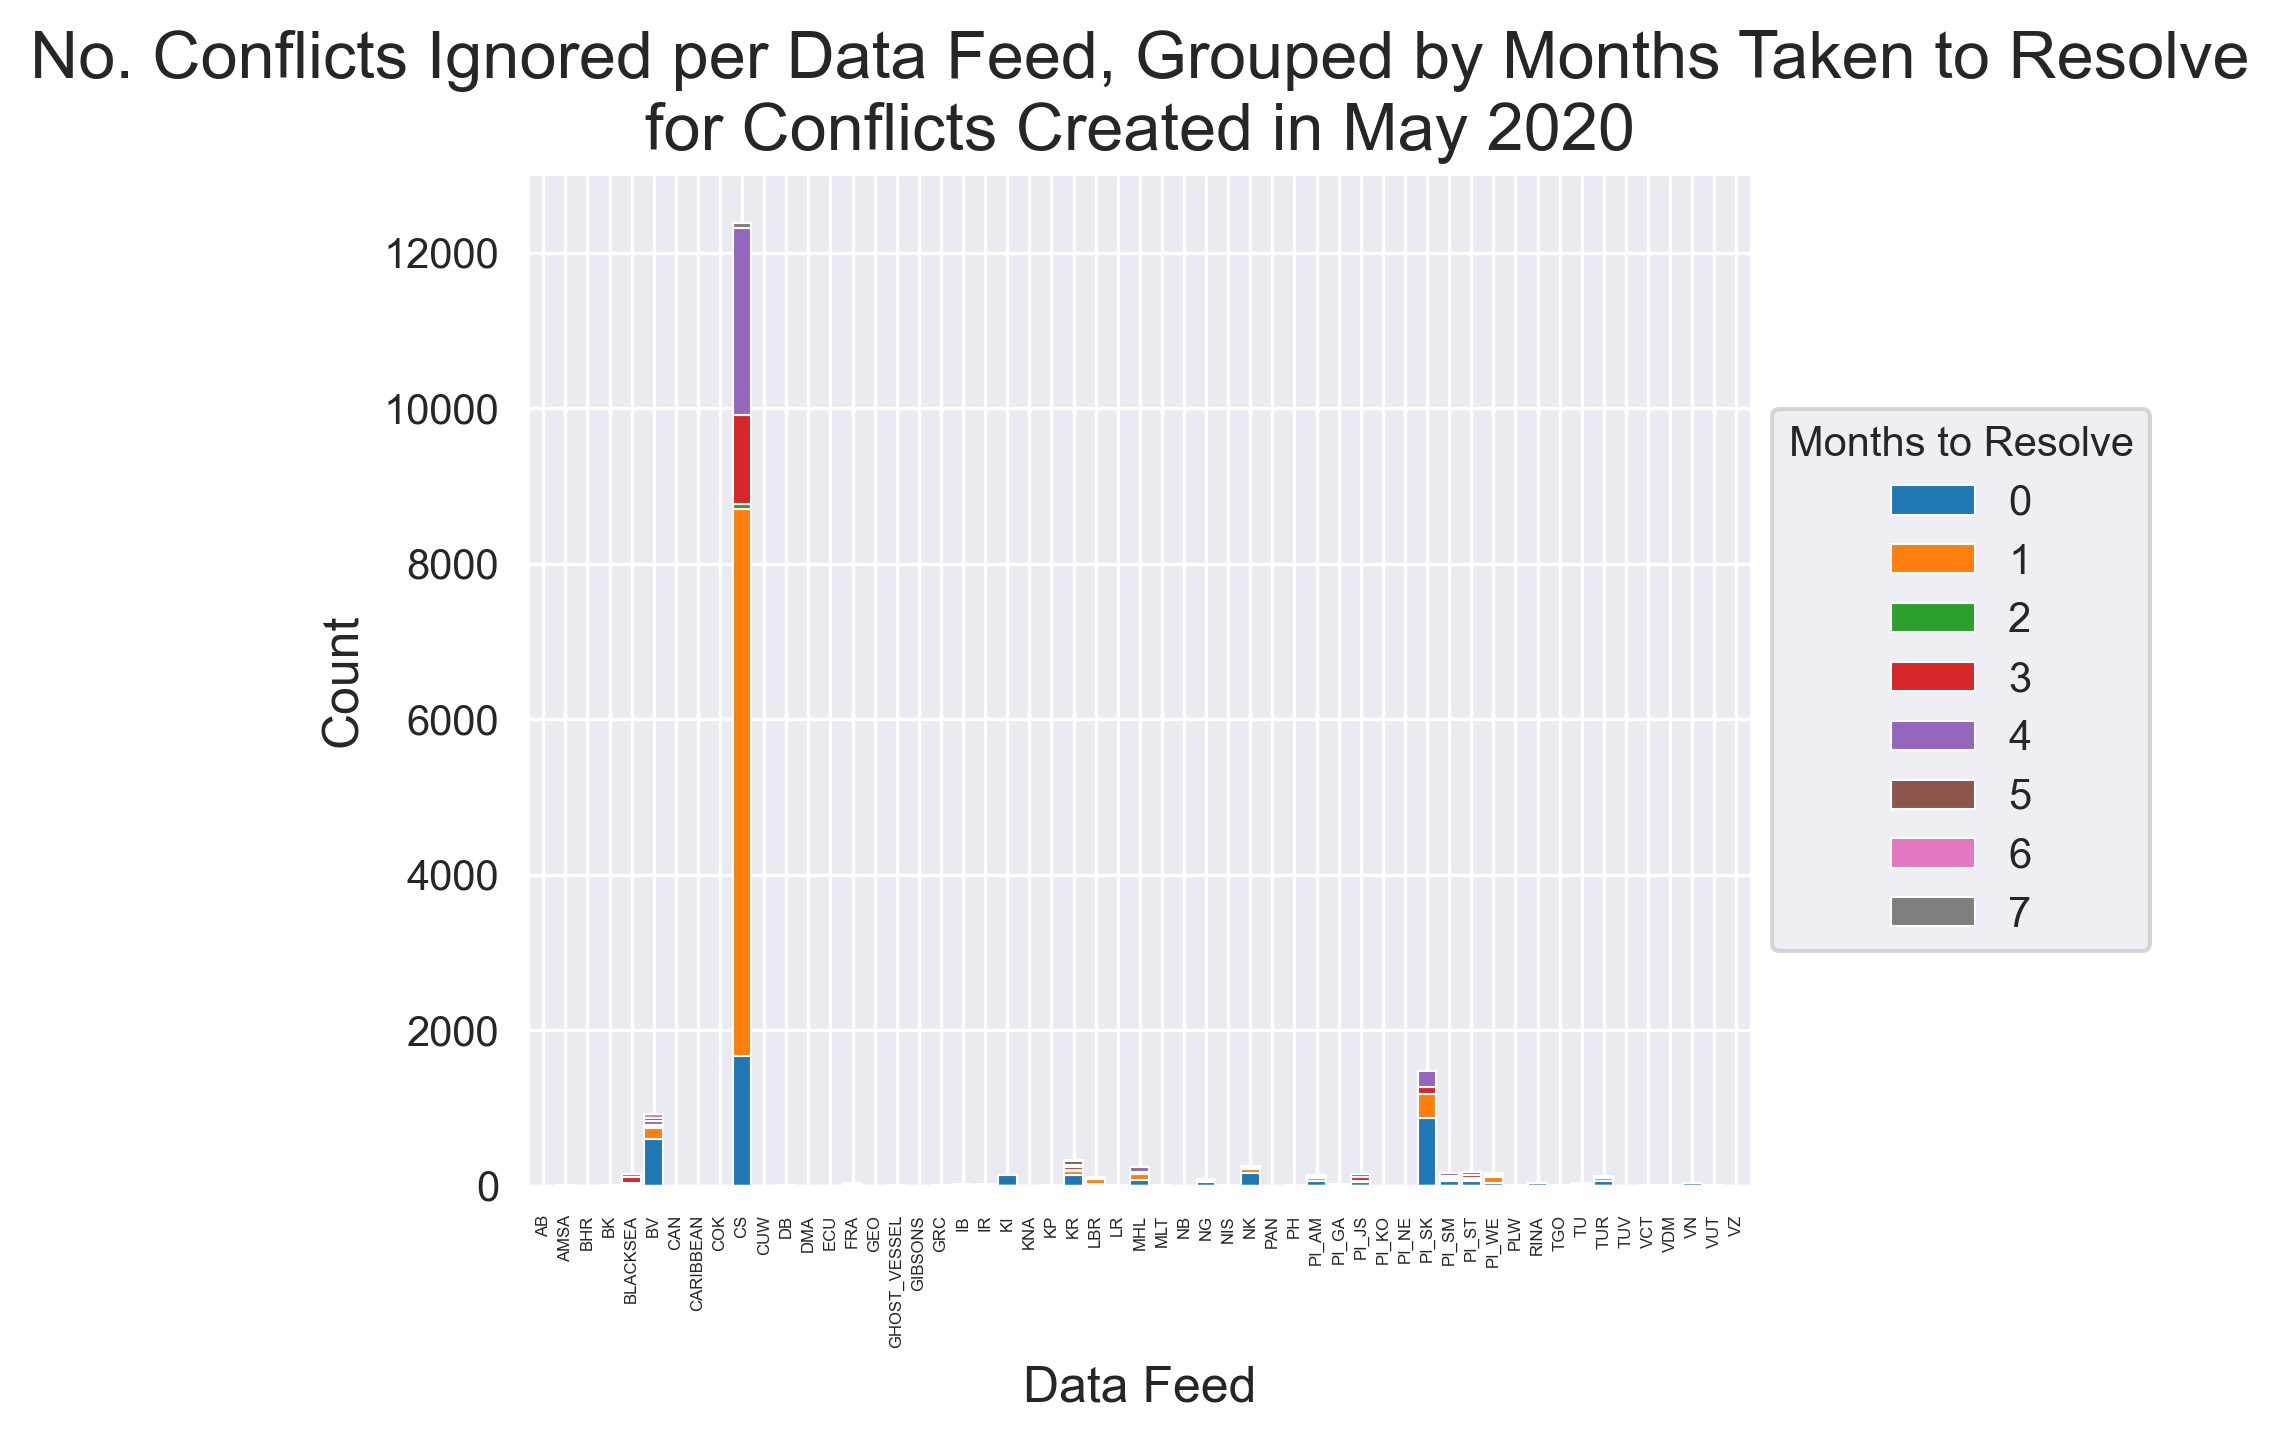 No. Conflicts Ignored per Data Feed, Grouped by Months Taken to Resolve
for Conflicts Created in May 2020
12000
10000
8000
6000
4000
2000
0
Count
Months to Resolve
0
1
2
3
4
5
6
7
AB
AMSA
BHR
BK
BLACKSEA
BV
CAN
CARIBBEAN
COK
CS
CUW
DB
DMA
ECU
FRA
GEO
GHOST_VESSEL
GIBSONS
GRC
IB
IR
KI
KNA
KP
KR
LBR
LR
MHL
MLT
NB
NG
NIS
NK
PAN
PH
PI_AM
PI_GA
PI_JS
PI_KO
PI_NE
PI_SK
PI_SM
PI_ST
PI_WE
PLW
RINA
TGO
TU
TUR
TUV
VCT
VDM
VN
VUT
VZ
Data Feed